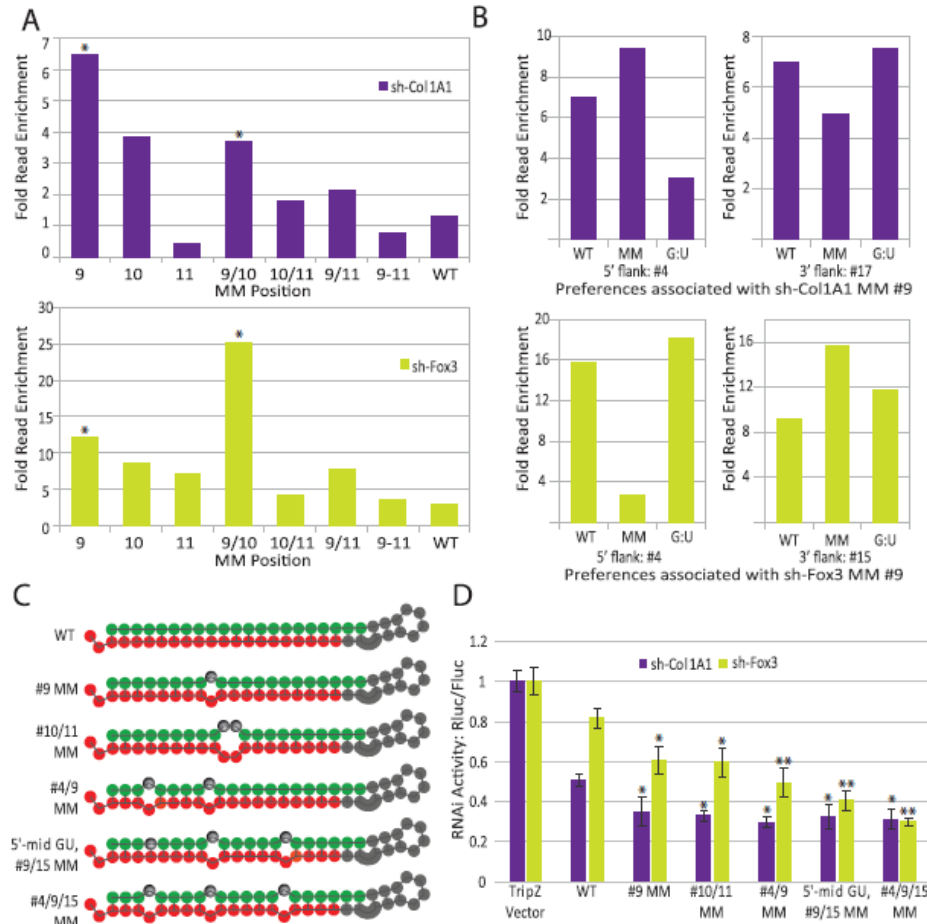 A
7
6
5
4
3
2
1
0
Fold Read Enrichment
*
*
sh-Col1A1
9 10 11 9/10 10/11 9/11 9-11 WT
MM Position
30
25
20
15
10
5
0
Fold Read Enrichment
*
*
sh-Fox3
9 10 11 9/10 10/11 9/11 9-11 WT
MM Position
B
10
8
6
4
2
Fold Read Enrichment
WT MM G:U
5' flank: #4
8
6
4
2
Fold Read Enrichment
WT MM G:U
3' flank: #17
Preferences associated with sh-Col1A1 MM #9
20
16
12
8
4
Fold Read Enrichment
WT MM G:U
5' flank: #4
16
12
8
4
Fold Read Enrichment
WT MM G:U
3' flank: #15
Preferences associated with sh-Fox3 MM #9
C
WT
#9 MM
#10/11
MM
#4/9
MM
5'-mid GU,
#9/15 MM
#4/9/15
MM
D
1.2
1
0.8
0.6
0.4
0.2
0
RNAi Activity: Rluc/Fluc
sh-Col1A1 sh-Fox3
* * * * * ** * ** * **
TripZ WT #9 MM #10/11 #4/9 5'-mid GU, #4/9/15
Vector MM MM #9/15 MM MM